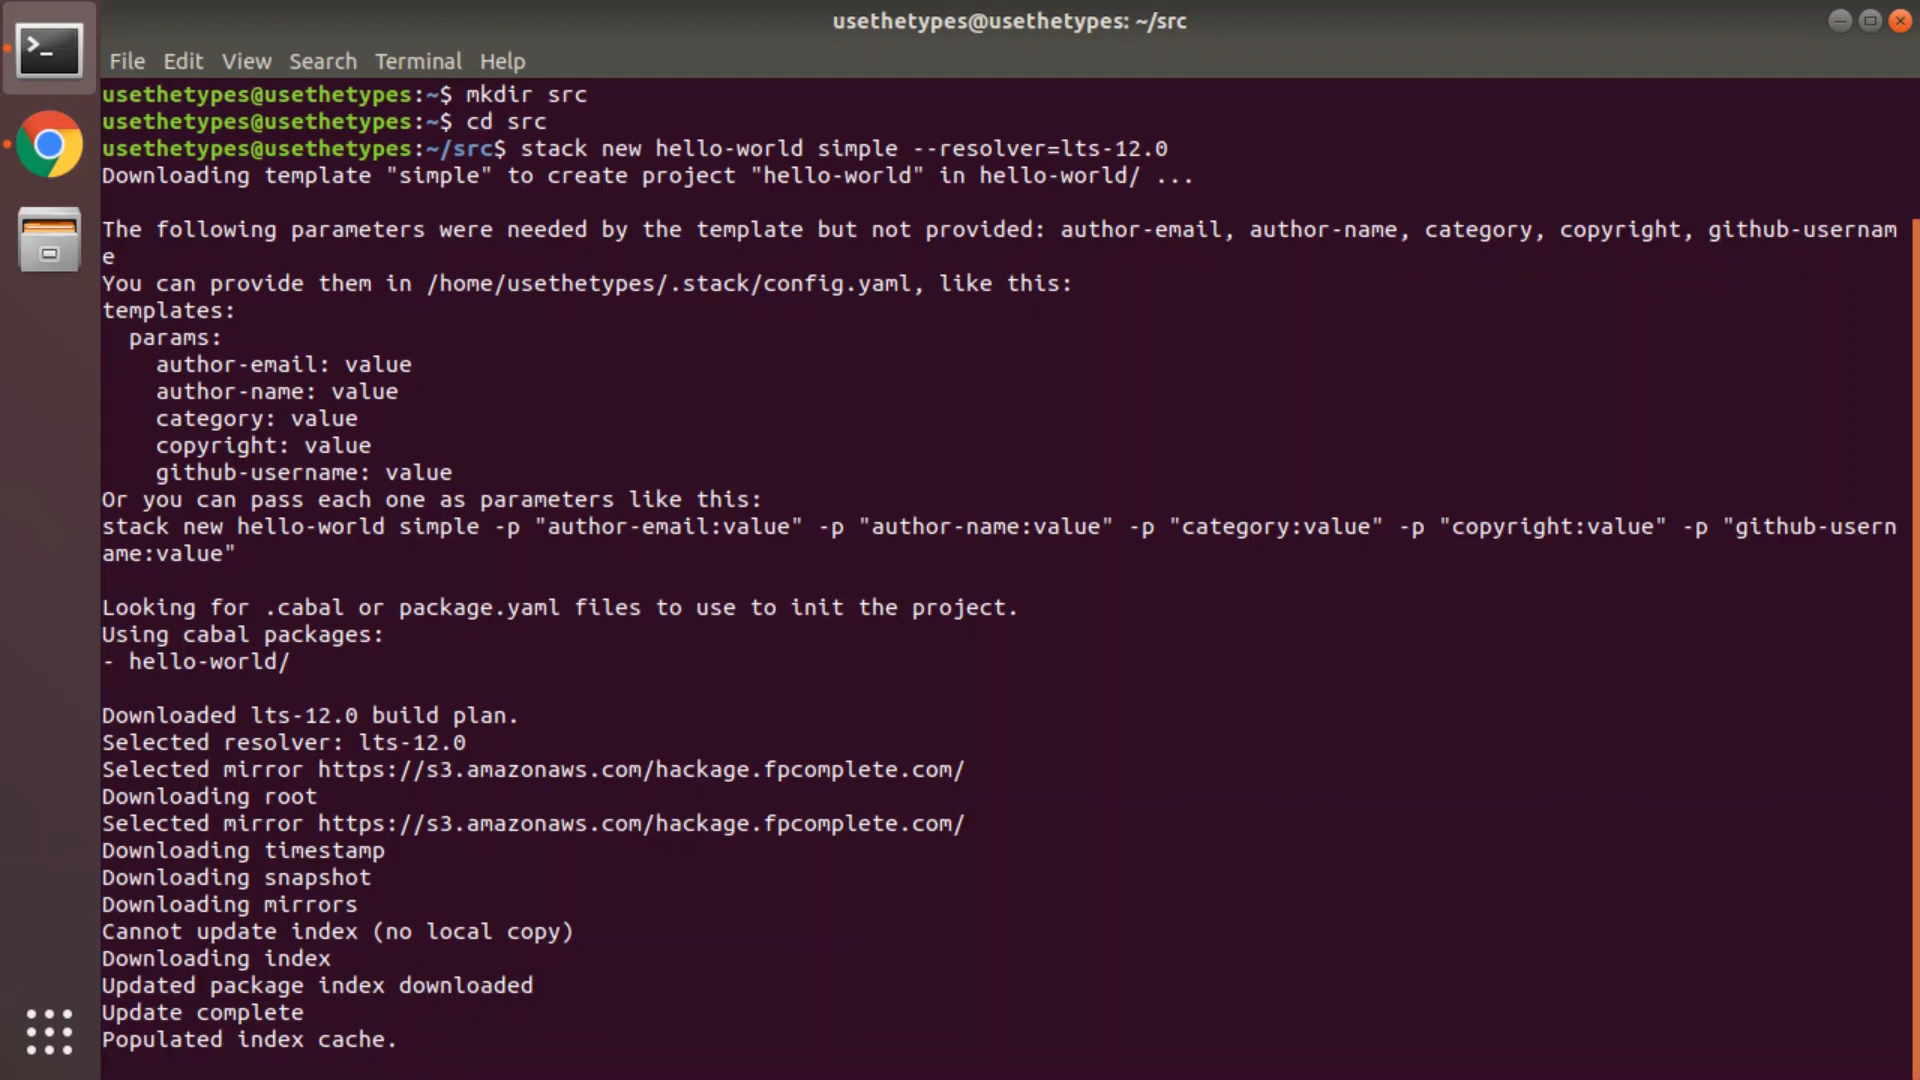 usethetypes@usethetypes: ~/src
File Edit View Search Terminal Help
usethetypes@usethetypes:~$ mkdir src
usethetypes@usethetypes:~$ cd src
usethetypes@usethetypes:~/src$ stack new hello-world simple --resolver=lts-12.0
Downloading template "simple" to create project "hello-world" in hello-world/ ...
The following parameters were needed by the template but not provided: author-email, author-name, category, copyright, github-usernam
e
You can provide them in /home/usethetypes/.stack/config.yaml, like this:
templates:
  params:
    author-email: value
    author-name: value
    category: value
    copyright: value
    github-username: value
Or you can pass each one as parameters like this:
stack new hello-world simple -p "author-email:value" -p "author-name:value" -p "category:value" -p "copyright:value" -p "github-usern
ame:value"
Looking for .cabal or package.yaml files to use to init the project.
Using cabal packages:
- hello-world/
Downloaded lts-12.0 build plan.
Selected resolver: lts-12.0
Selected mirror https://s3.amazonaws.com/hackage.fpcomplete.com/
Downloading root
Selected mirror https://s3.amazonaws.com/hackage.fpcomplete.com/
Downloading timestamp
Downloading snapshot
Downloading mirrors
Cannot update index (no local copy)
Downloading index
Updated package index downloaded
Update complete
Populated index cache.